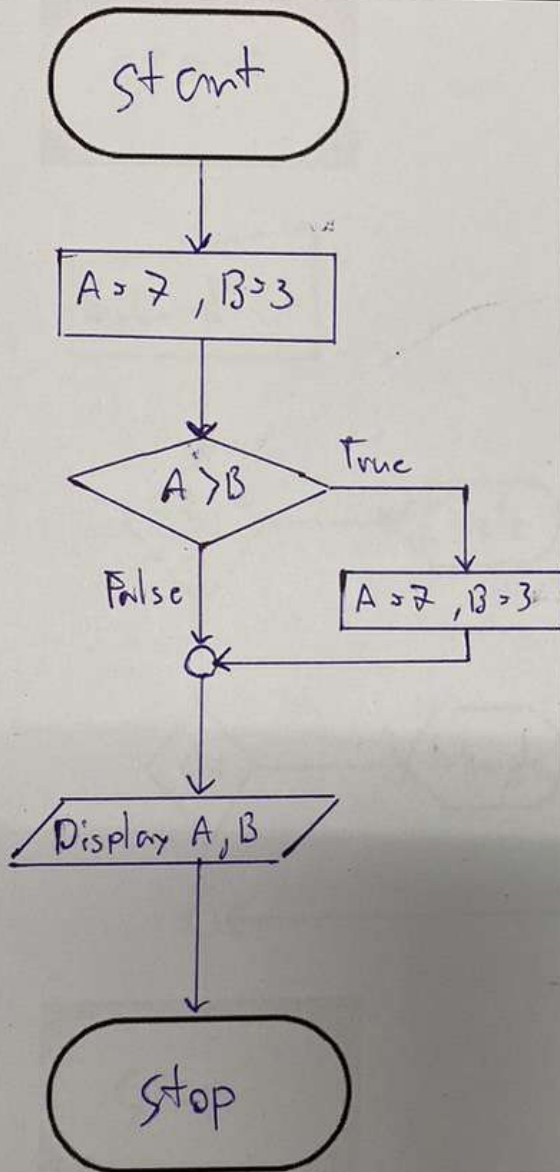 Start
A = 7 , B = 3
A > B
True
False
A = 7 , B = 3
Display A, B
Stop